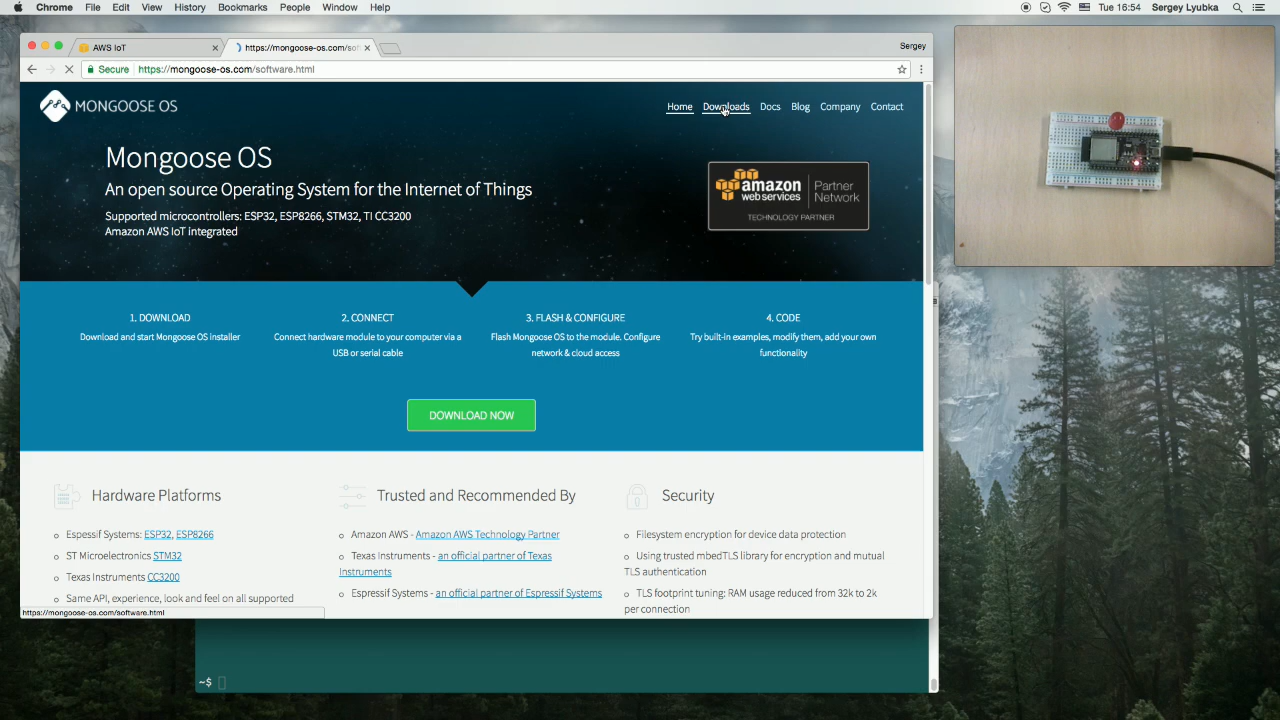 Chrome File Edit View History Bookmarks People Window Help
Tue 16:54 Sergey Lyubka
AWS IoT
https://mongoose-os.com/sof
Sergey
Secure https://mongoose-os.com/software.html
MONGOOSE OS
Home Downloads Docs Blog Company Contact
Mongoose OS
An open source Operating System for the Internet of Things
Supported microcontrollers: ESP32, ESP8266, STM32, TI CC3200
Amazon AWS IoT integrated
amazon web services
Partner Network
TECHNOLOGY PARTNER
1. DOWNLOAD
Download and start Mongoose OS installer
2. CONNECT
Connect hardware module to your computer via a
USB or serial cable
3. FLASH & CONFIGURE
Flash Mongoose OS to the module. Configure
network & cloud access
4. CODE
Try built-in examples, modify them, add your own
functionality
DOWNLOAD NOW
Hardware Platforms
Espessif Systems: ESP32, ESP8266
ST Microelectronics STM32
Texas Instruments CC3200
Same API, experience, look and feel on all supported
Trusted and Recommended By
Amazon AWS - Amazon AWS Technology Partner
Texas Instruments - an official partner of Texas
Instruments
Espressif Systems - an official partner of Espressif Systems
Security
Filesystem encryption for device data protection
Using trusted mbedTLS library for encryption and mutual
TLS authentication
TLS footprint tuning: RAM usage reduced from 32k to 2k
per connection
https://mongoose-os.com/software.html
~$